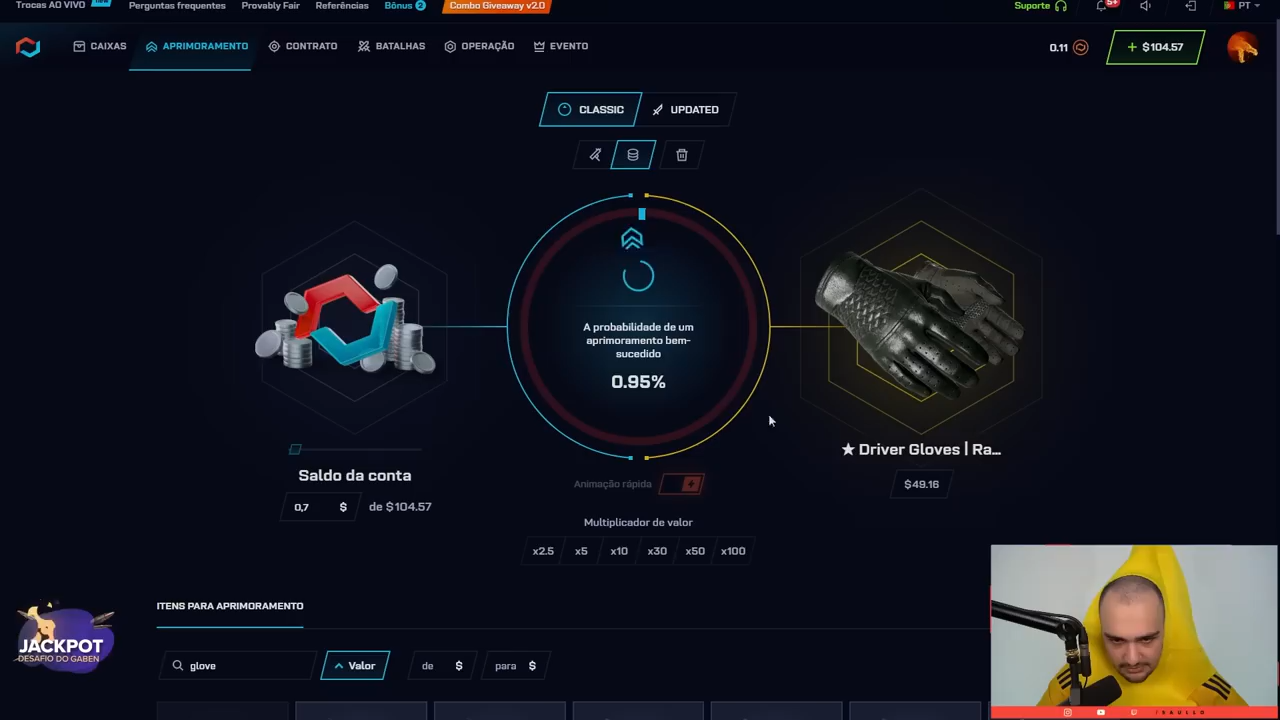 Trocas AO VIVO
Perguntas frequentes
Provably Fair
Referências
Bônus 2
Combo Giveaway v2.0
Suporte
5+
PT
CAIXAS
APRIMORAMENTO
CONTRATO
BATALHAS
OPERAÇÃO
EVENTO
0.11
+ $104.57
CLASSIC
UPDATED
A probabilidade de um
aprimoramento bem-
sucedido
0.95%
★ Driver Gloves | Ra...
$49.16
Saldo da conta
0,7 $ de $104.57
Animação rápida
Multiplicador de valor
x2.5 x5 x10 x30 x50 x100
ITENS PARA APRIMORAMENTO
JACKPOT
DESAFIO DO GABEN
glove
Valor
de $
para $